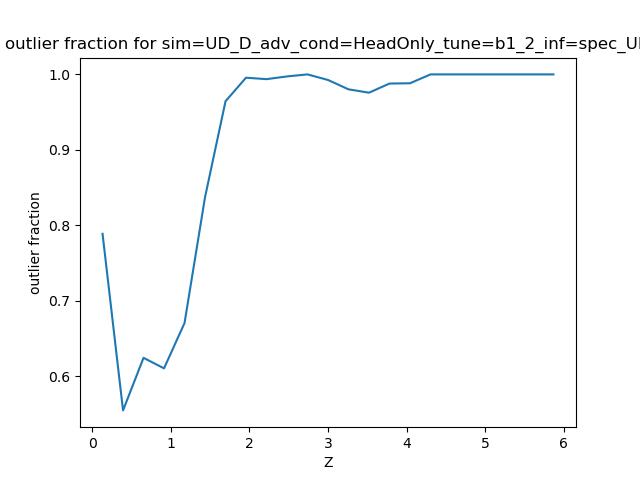 outlier fraction for sim=UD_D_adv_cond=HeadOnly_tune=b1_2_inf=spec_U
1.0
0.9
0.8
0.7
0.6
outlier fraction
0 1 2 3 4 5 6
Z